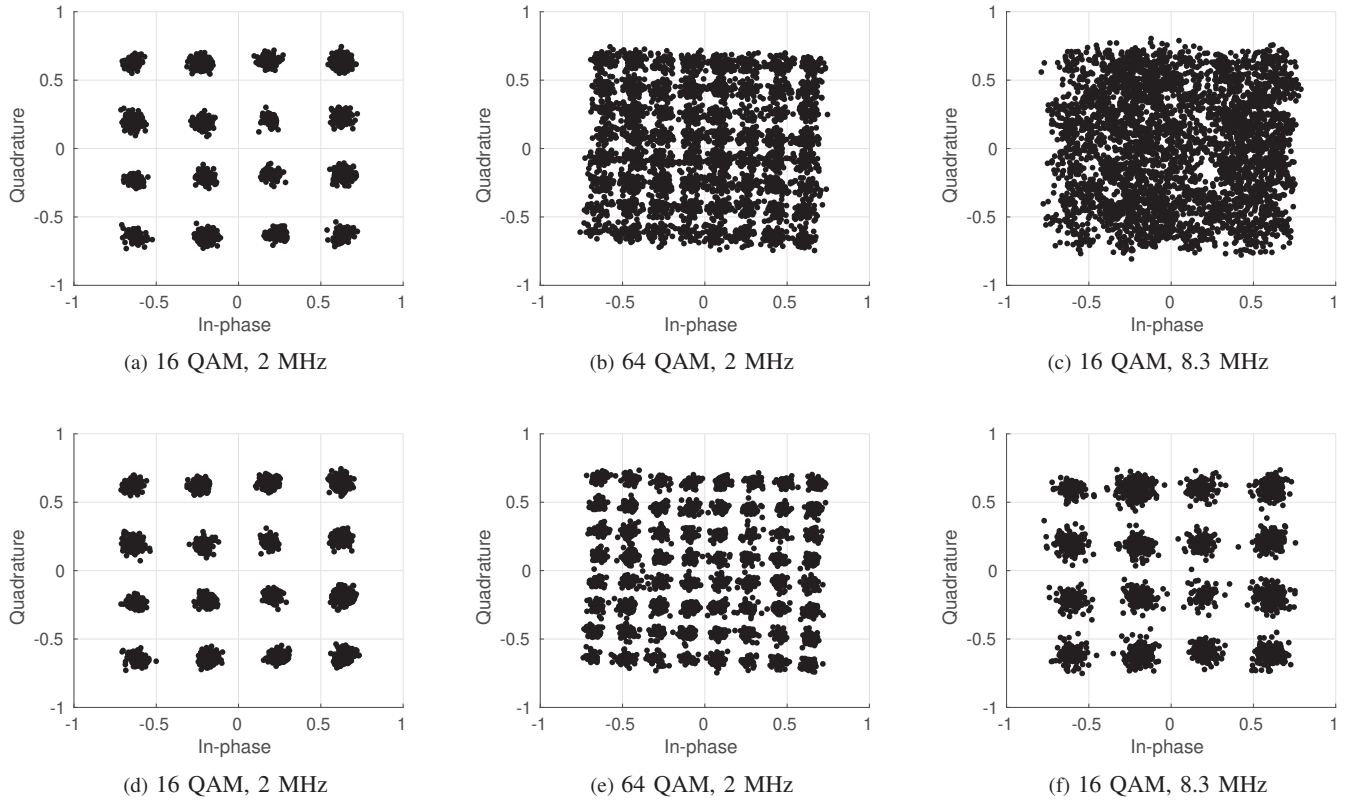 1
0.5
0
-0.5
-1
Quadrature
-1 -0.5 0 0.5 1
In-phase
(a) 16 QAM, 2 MHz
1
0.5
0
-0.5
-1
Quadrature
-1 -0.5 0 0.5 1
In-phase
(b) 64 QAM, 2 MHz
1
0.5
0
-0.5
-1
Quadrature
-1 -0.5 0 0.5 1
In-phase
(c) 16 QAM, 8.3 MHz
1
0.5
0
-0.5
-1
Quadrature
-1 -0.5 0 0.5 1
In-phase
(d) 16 QAM, 2 MHz
1
0.5
0
-0.5
-1
Quadrature
-1 -0.5 0 0.5 1
In-phase
(e) 64 QAM, 2 MHz
1
0.5
0
-0.5
-1
Quadrature
-1 -0.5 0 0.5 1
In-phase
(f) 16 QAM, 8.3 MHz